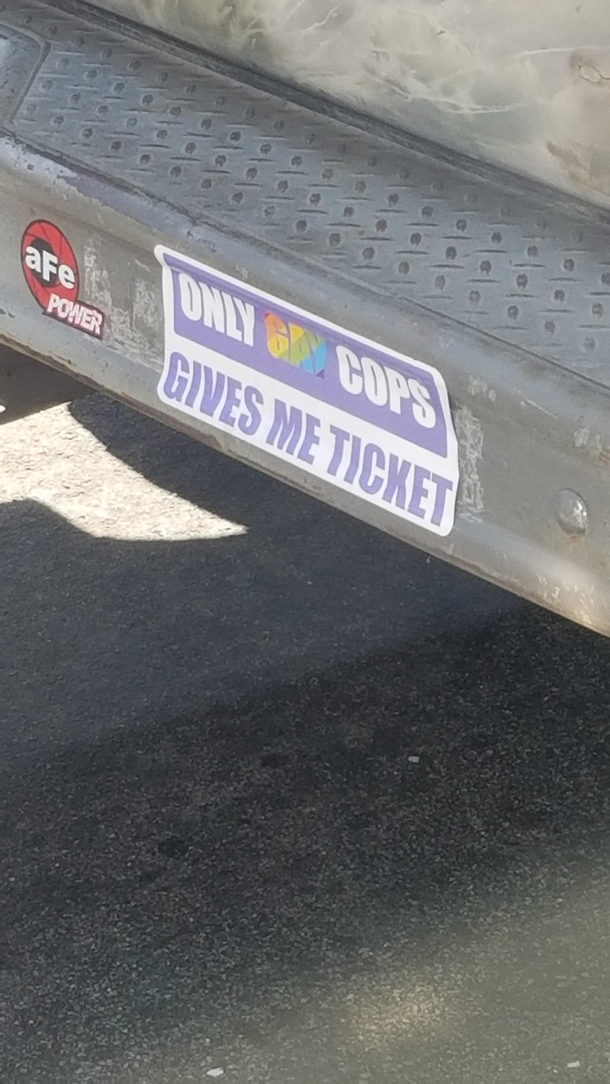 aFe
POWER
ONLY GAY COPS
GIVES ME TICKET